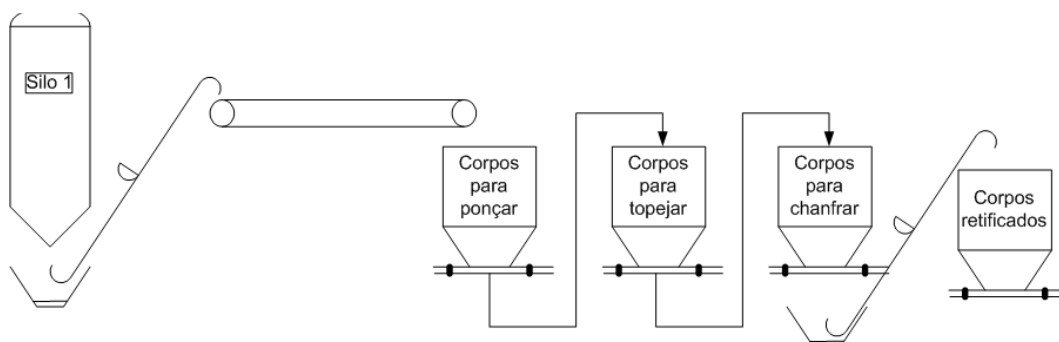 Silo 1
Corpos
para
ponçar
Corpos
para
topejar
Corpos
para
chanfrar
Corpos
retificados